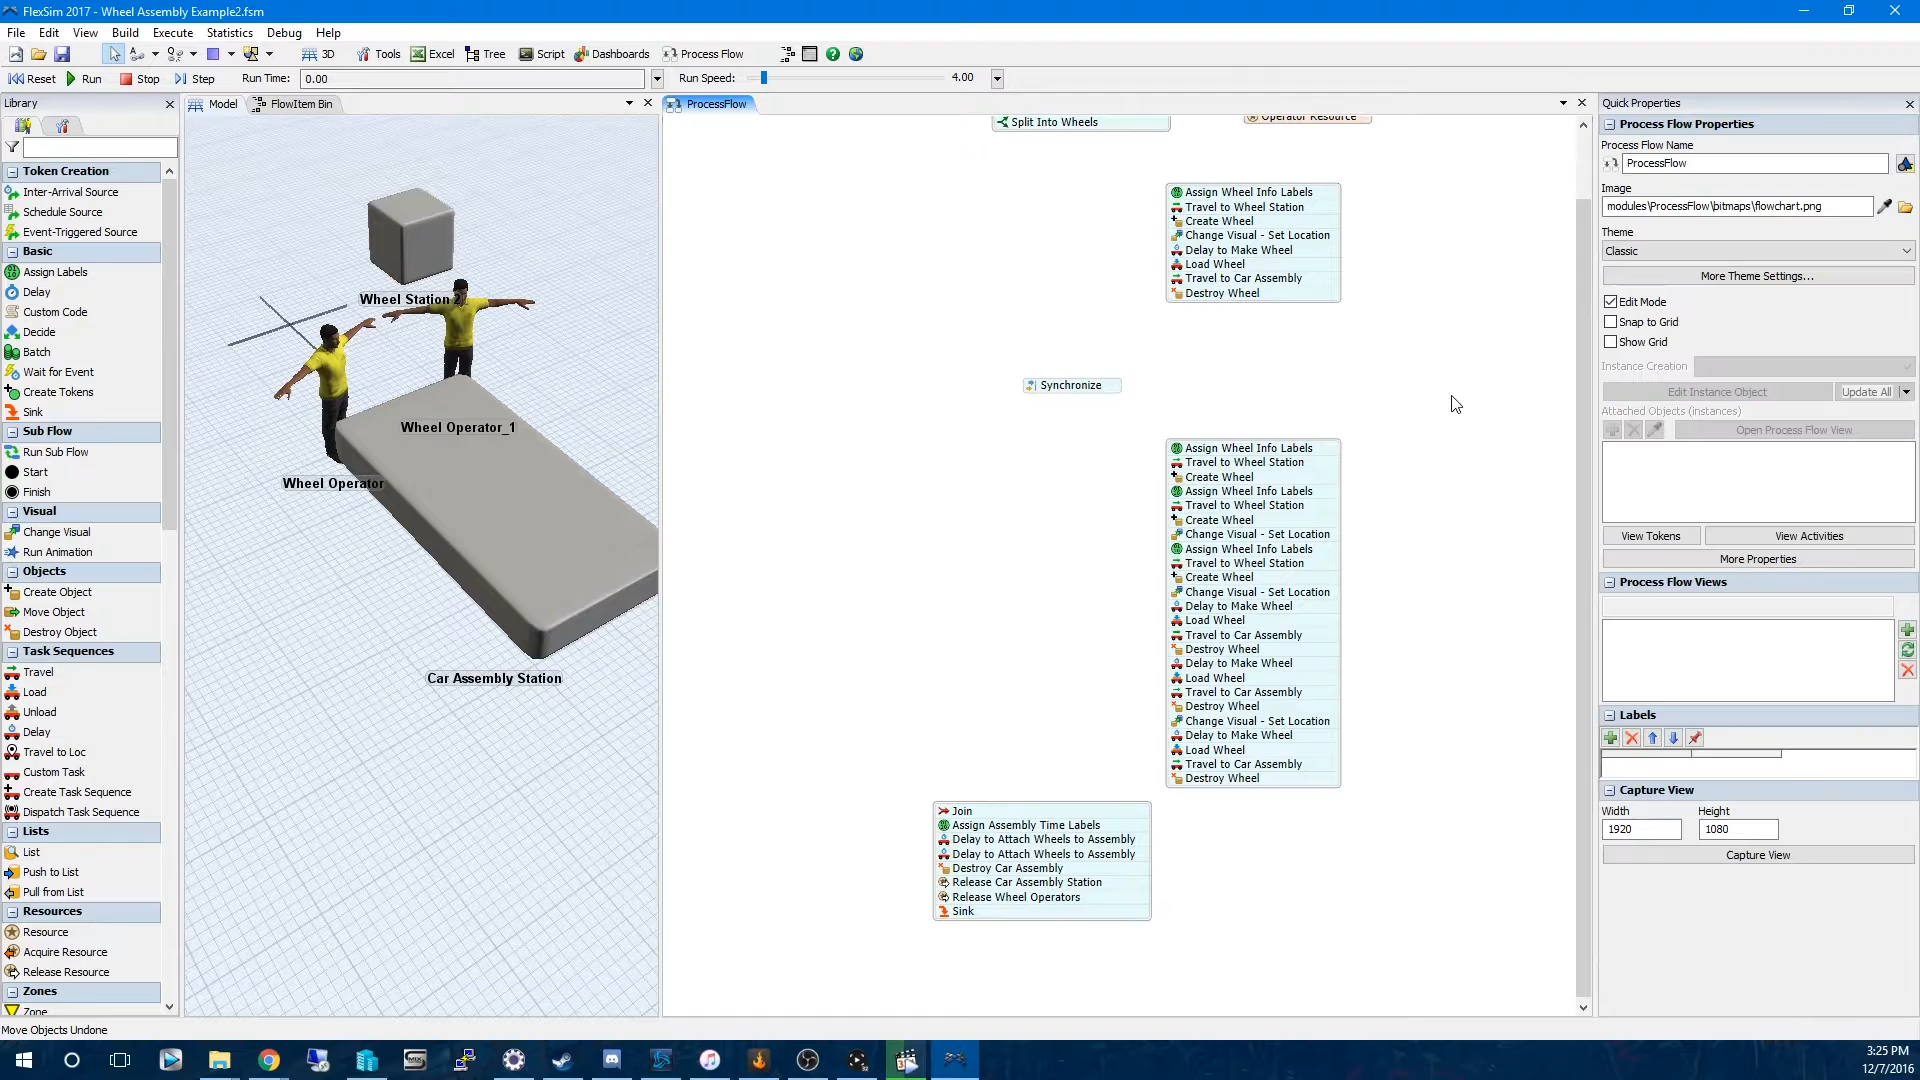 FlexSim 2017 - Wheel Assembly Example2.fsm
File Edit View Build Execute Statistics Debug Help
3D Tools Excel Tree Script Dashboards Process Flow
Reset Run Stop Step Run Time: 0.00 Run Speed: 4.00
Library
Token Creation
Inter-Arrival Source
Schedule Source
Event-Triggered Source
Basic
Assign Labels
Delay
Custom Code
Decide
Batch
Wait for Event
Create Tokens
Sink
Sub Flow
Run Sub Flow
Start
Finish
Visual
Change Visual
Run Animation
Objects
Create Object
Move Object
Destroy Object
Task Sequences
Travel
Load
Unload
Delay
Travel to Loc
Custom Task
Create Task Sequence
Dispatch Task Sequence
Lists
List
Push to List
Pull from List
Resources
Resource
Acquire Resource
Release Resource
Zones
Zone
Model FlowItem Bin
Wheel Station 2
Wheel Operator_1
Wheel Operator
Car Assembly Station
ProcessFlow
Split Into Wheels
Operator Resource
Assign Wheel Info Labels
Travel to Wheel Station
Create Wheel
Change Visual - Set Location
Delay to Make Wheel
Load Wheel
Travel to Car Assembly
Destroy Wheel
Synchronize
Assign Wheel Info Labels
Travel to Wheel Station
Create Wheel
Assign Wheel Info Labels
Travel to Wheel Station
Create Wheel
Change Visual - Set Location
Assign Wheel Info Labels
Travel to Wheel Station
Create Wheel
Change Visual - Set Location
Delay to Make Wheel
Load Wheel
Travel to Car Assembly
Destroy Wheel
Delay to Make Wheel
Load Wheel
Travel to Car Assembly
Destroy Wheel
Change Visual - Set Location
Delay to Make Wheel
Load Wheel
Travel to Car Assembly
Destroy Wheel
Join
Assign Assembly Time Labels
Delay to Attach Wheels to Assembly
Delay to Attach Wheels to Assembly
Destroy Car Assembly
Release Car Assembly Station
Release Wheel Operators
Sink
Quick Properties
Process Flow Properties
Process Flow Name
ProcessFlow
Image
modules\ProcessFlow\bitmaps\flowchart.png
Theme
Classic
More Theme Settings...
Edit Mode
Snap to Grid
Show Grid
Instance Creation
Edit Instance Object Update All
Attached Objects (instances)
Open Process Flow View
View Tokens View Activities
More Properties
Process Flow Views
Labels
Capture View
Width Height
1920 1080
Capture View
Move Objects Undone
3:25 PM
12/7/2016